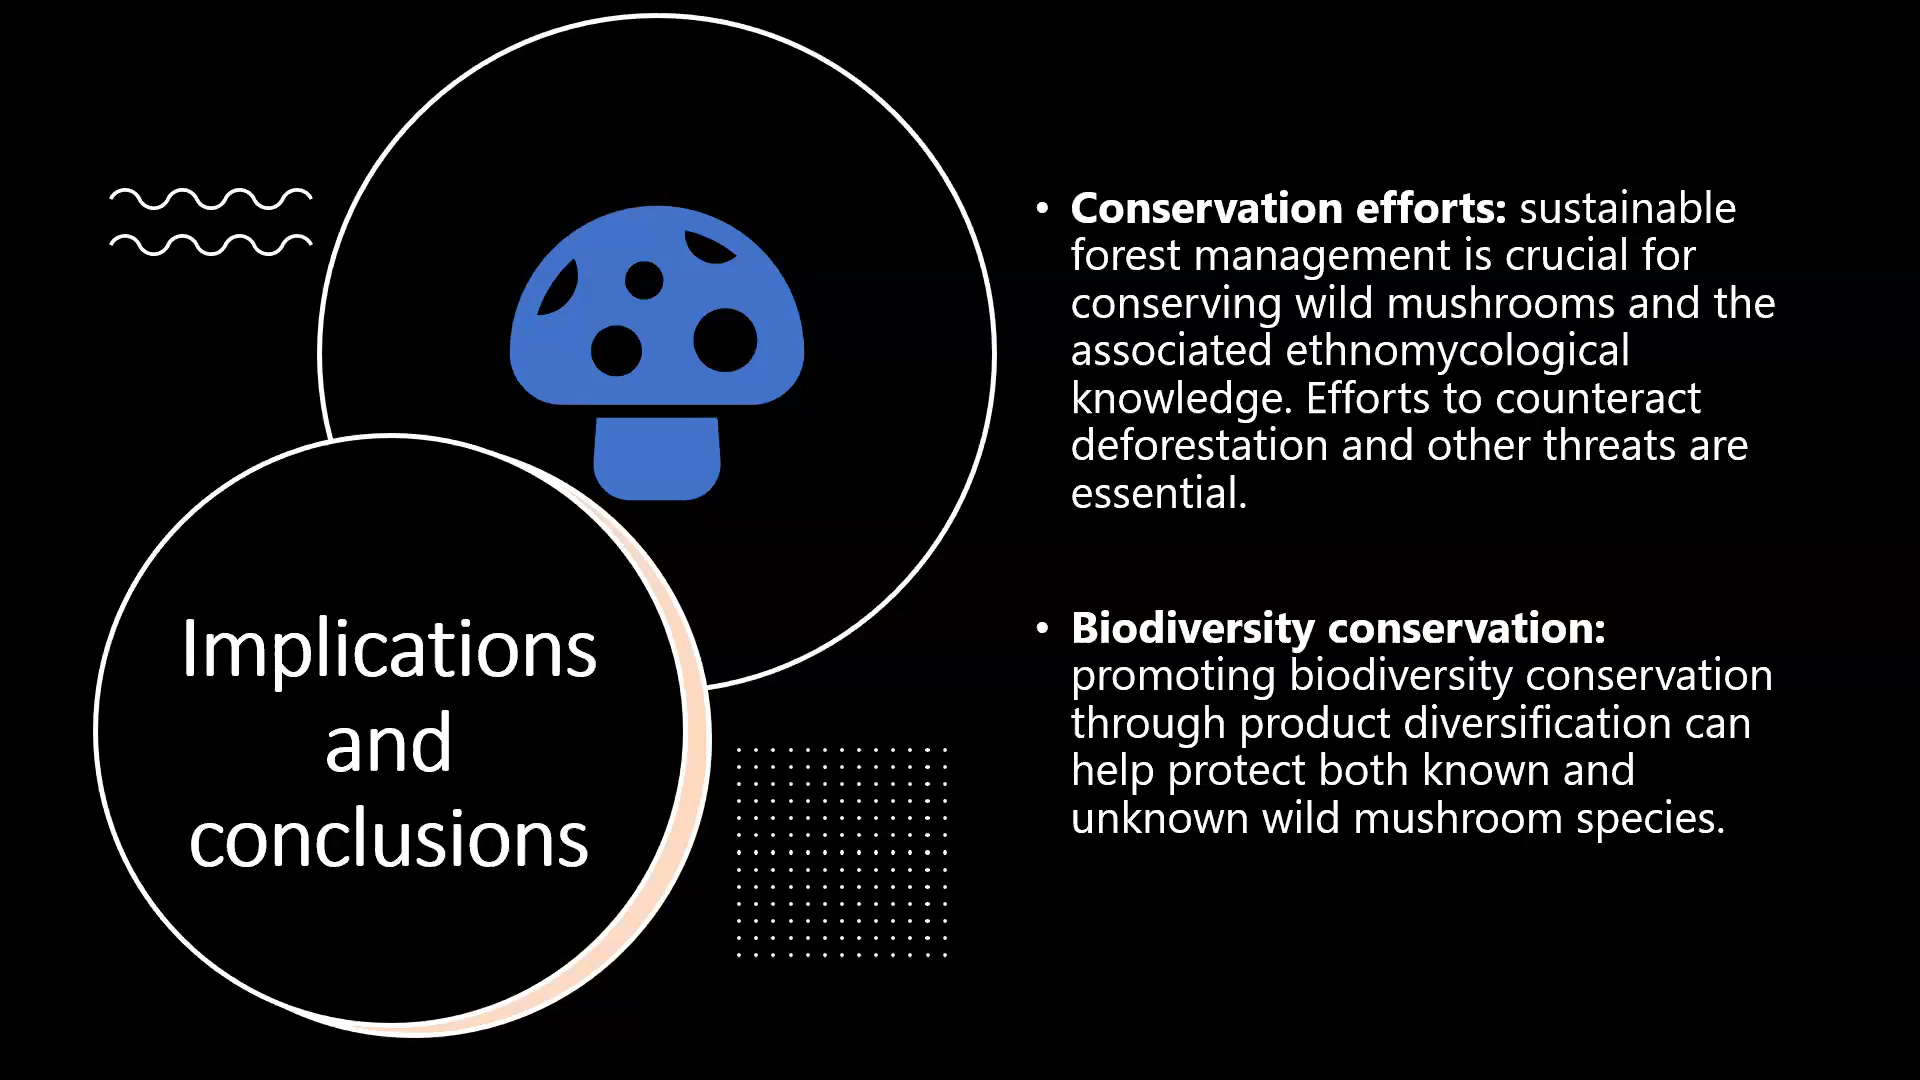 Implications
and
conclusions
• Conservation efforts: sustainable
forest management is crucial for
conserving wild mushrooms and the
associated ethnomycological
knowledge. Efforts to counteract
deforestation and other threats are
essential.
• Biodiversity conservation:
promoting biodiversity conservation
through product diversification can
help protect both known and
unknown wild mushroom species.